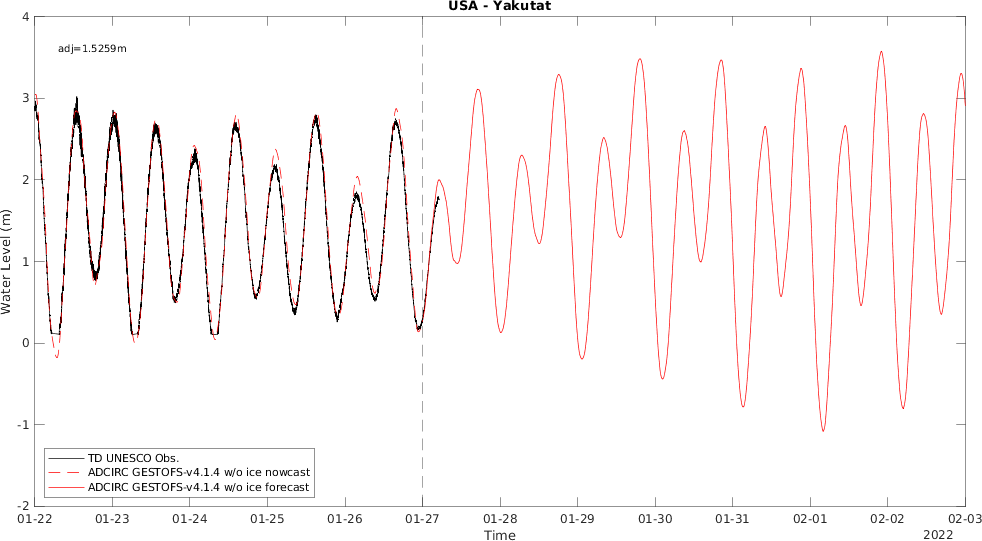 USA - Yakutat
adj=1.5259m
Water Level (m)
4
3
2
1
0
-1
-2
TD UNESCO Obs.
ADCIRC GESTOFS-v4.1.4 w/o ice nowcast
ADCIRC GESTOFS-v4.1.4 w/o ice forecast
01-22 01-23 01-24 01-25 01-26 01-27 01-28 01-29 01-30 01-31 02-01 02-02 02-03
Time
2022